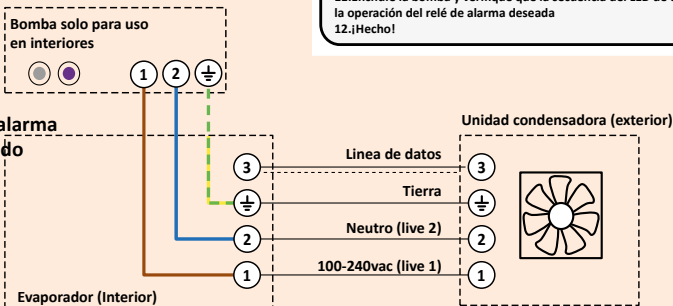 la operación del relé de alarma deseada
12.¡Hecho!
Bomba solo para uso
en interiores
1 2
alarma
do
Unidad condensadora (exterior)
3 Linea de datos 3
Tierra
2 Neutro (live 2) 2
1 100-240vac (live 1) 1
Evaporador (Interior)